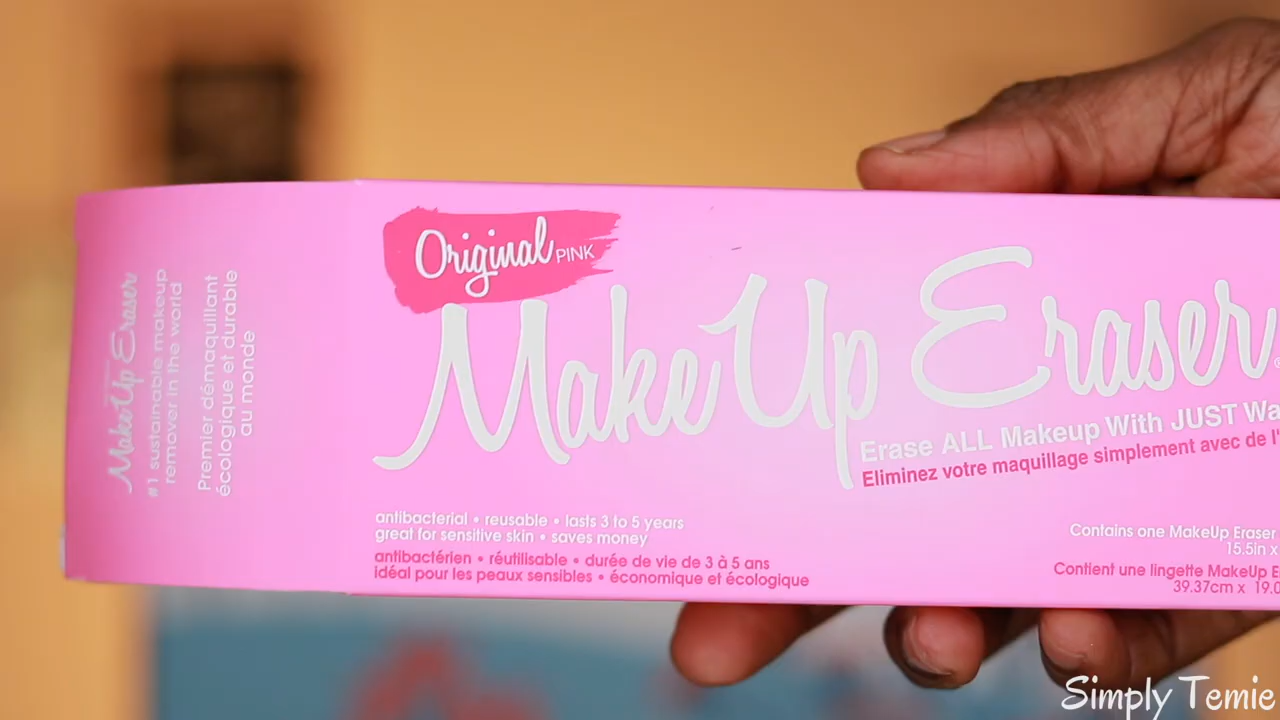 MakeUp Eraser
#1 sustainable makeup
remover in the world
Premier démaquillant
écologique et durable
au monde
Original PINK
MakeUp Eraser
Erase ALL Makeup With JUST Wa
Eliminez votre maquillage simplement avec de l'
antibacterial • reusable • lasts 3 to 5 years
great for sensitive skin • saves money
antibactérien • réutilisable • durée de vie de 3 à 5 ans
idéal pour les peaux sensibles • économique et écologique
Contains one MakeUp Eraser
15.5in x
Contient une lingette MakeUp E
39.37cm x 19.0
Simply Temie